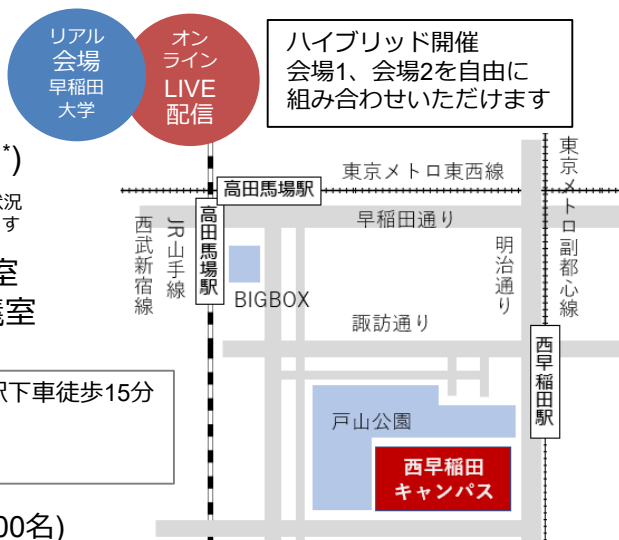 リアル
会場
早稲田
大学
オン
ライン
LIVE
配信
ハイブリッド開催
会場1、会場2を自由に
組み合わせいただけます
*)
状況
す
室
義室
駅下車徒歩15分
00名)
東京メトロ東西線
高田馬場駅
早稲田通り
西武新宿線
JR山手線
高田馬場駅
BIGBOX
明治通り
東京メトロ副都心線
諏訪通り
西早稲田駅
戸山公園
西早稲田
キャンパス